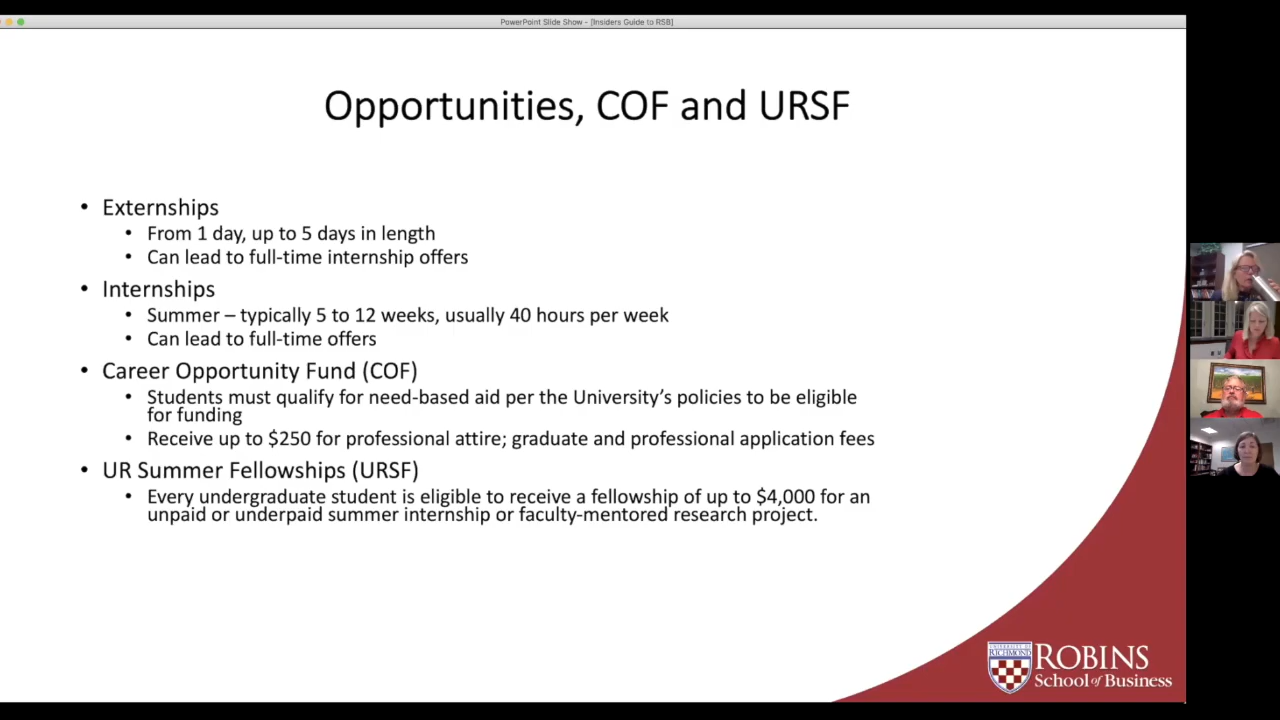 PowerPoint Slide Show - [Insiders Guide to RSB]
Opportunities, COF and URSF
• Externships
• From 1 day, up to 5 days in length
• Can lead to full-time internship offers
• Internships
• Summer – typically 5 to 12 weeks, usually 40 hours per week
• Can lead to full-time offers
• Career Opportunity Fund (COF)
• Students must qualify for need-based aid per the University’s policies to be eligible
for funding
• Receive up to $250 for professional attire; graduate and professional application fees
• UR Summer Fellowships (URSF)
• Every undergraduate student is eligible to receive a fellowship of up to $4,000 for an
unpaid or underpaid summer internship or faculty-mentored research project.
UNIVERSITY OF
RICHMOND
ROBINS
School of Business